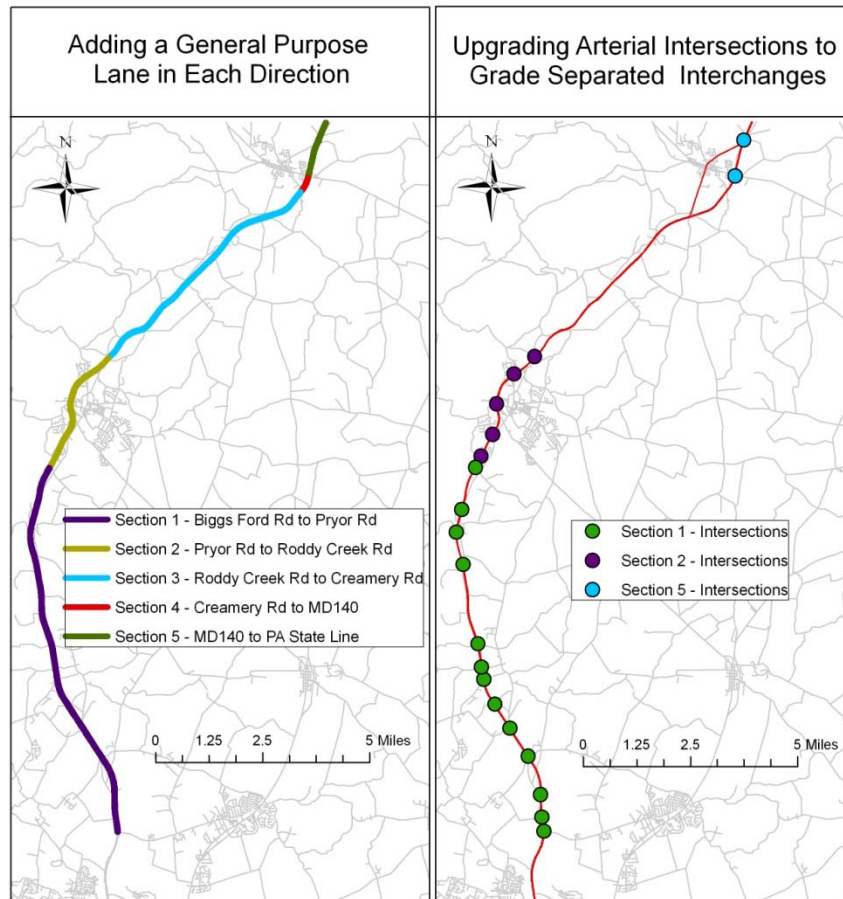 Adding a General Purpose
Lane in Each Direction
N
Section 1 - Biggs Ford Rd to Pryor Rd
Section 2 - Pryor Rd to Roddy Creek Rd
Section 3 - Roddy Creek Rd to Creamery Rd
Section 4 - Creamery Rd to MD140
Section 5 - MD140 to PA State Line
0 1.25 2.5 5 Miles
Upgrading Arterial Intersections to
Grade Separated Interchanges
N
Section 1 - Intersections
Section 2 - Intersections
Section 5 - Intersections
0 1.25 2.5 5 Miles